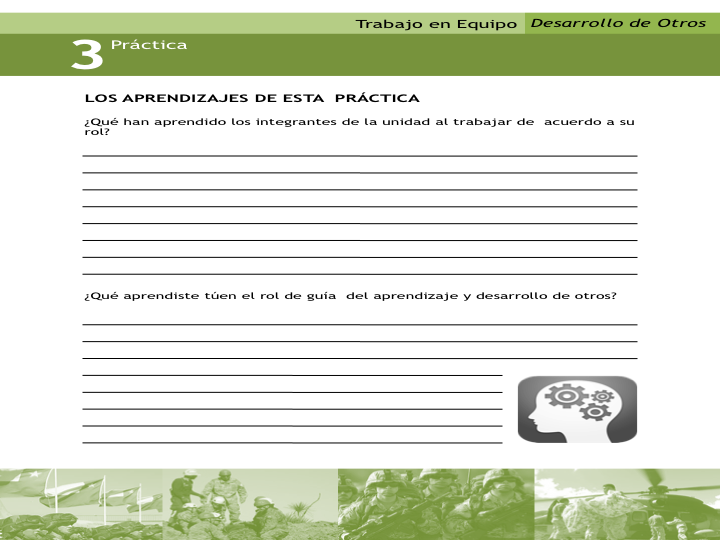 Trabajo en Equipo Desarrollo de Otros
3 Práctica
LOS APRENDIZAJES DE ESTA PRÁCTICA
¿Qué han aprendido los integrantes de la unidad al trabajar de acuerdo a su
rol?
¿Qué aprendiste túen el rol de guía del aprendizaje y desarrollo de otros?